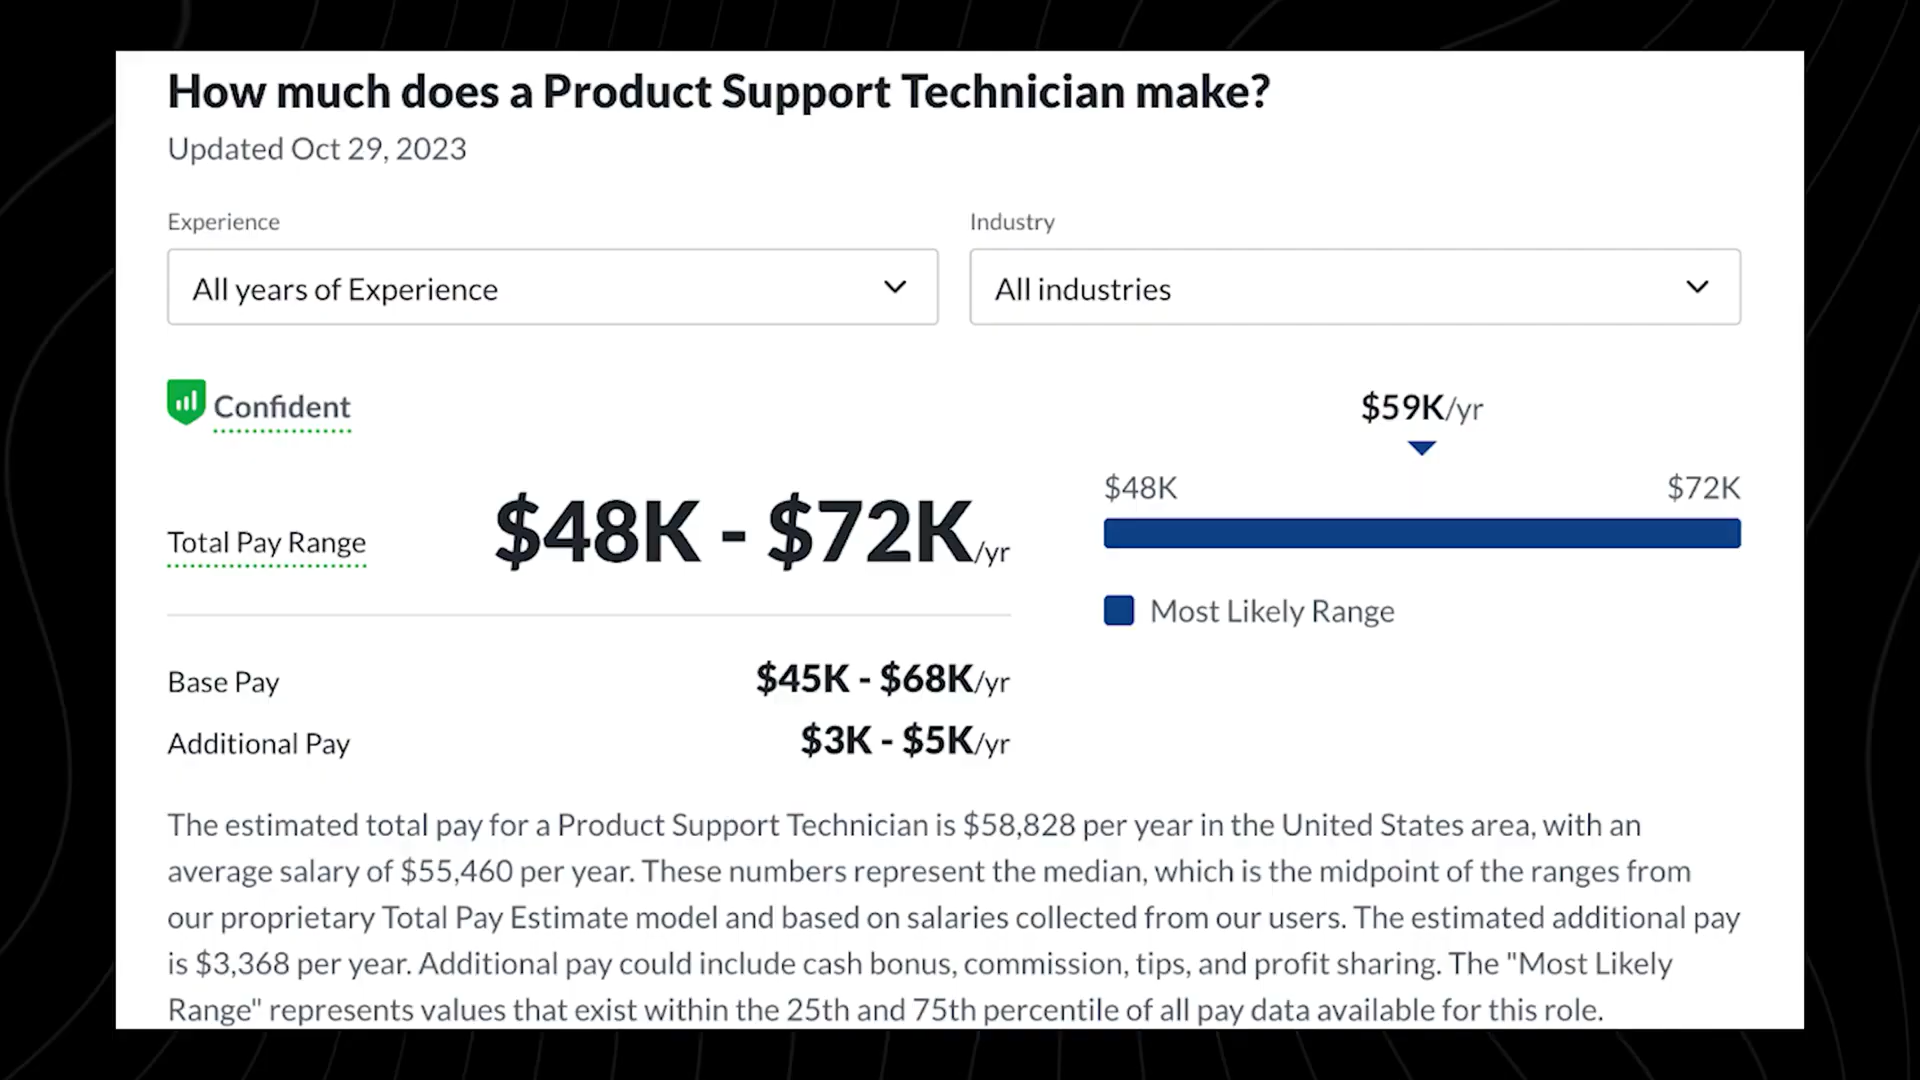 How much does a Product Support Technician make?
Updated Oct 29, 2023
Experience
Industry
All years of Experience
All industries
Confident
$59K/yr
$48K
$72K
Total Pay Range
$48K - $72K/yr
Most Likely Range
Base Pay
$45K - $68K/yr
Additional Pay
$3K - $5K/yr
The estimated total pay for a Product Support Technician is $58,828 per year in the United States area, with an
average salary of $55,460 per year. These numbers represent the median, which is the midpoint of the ranges from
our proprietary Total Pay Estimate model and based on salaries collected from our users. The estimated additional pay
is $3,368 per year. Additional pay could include cash bonus, commission, tips, and profit sharing. The "Most Likely
Range" represents values that exist within the 25th and 75th percentile of all pay data available for this role.